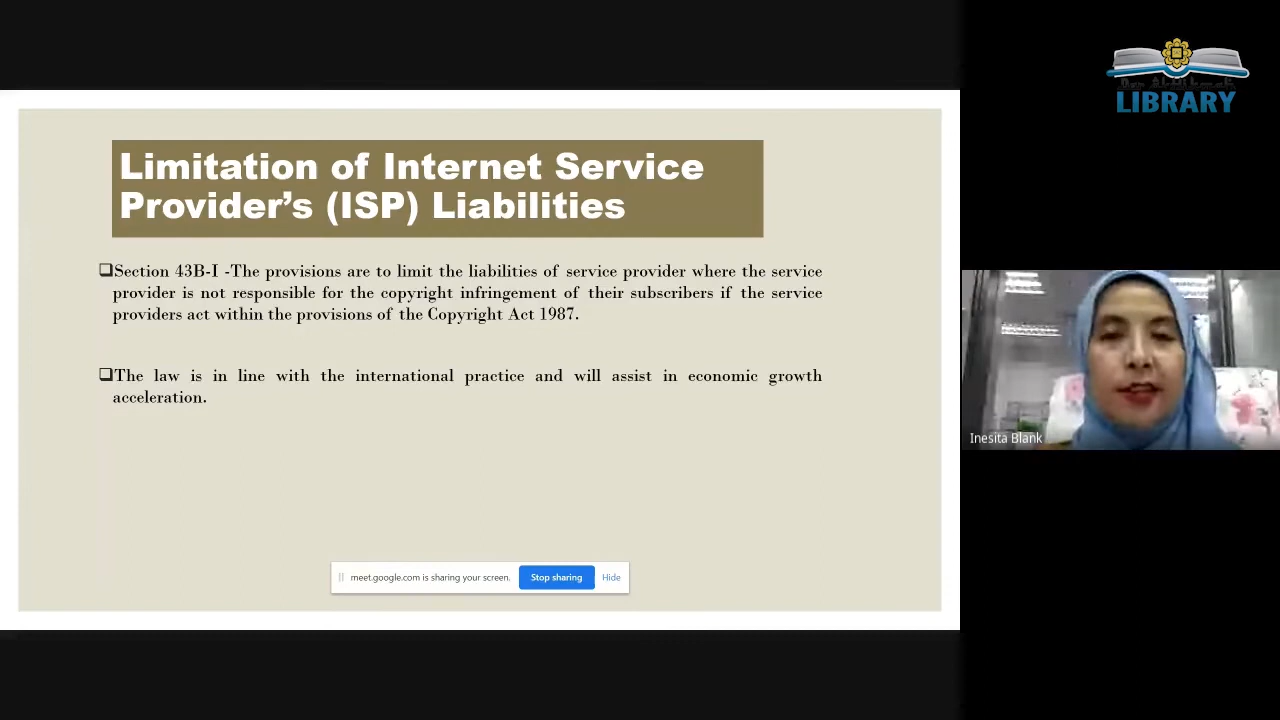 Limitation of Internet Service
Provider's (ISP) Liabilities
❑Section 43B-I -The provisions are to limit the liabilities of service provider where the service
provider is not responsible for the copyright infringement of their subscribers if the service
providers act within the provisions of the Copyright Act 1987.
❑The law is in line with the international practice and will assist in economic growth
acceleration.
meet.google.com is sharing your screen.
Stop sharing
Hide
LIBRARY
Inesita Blank